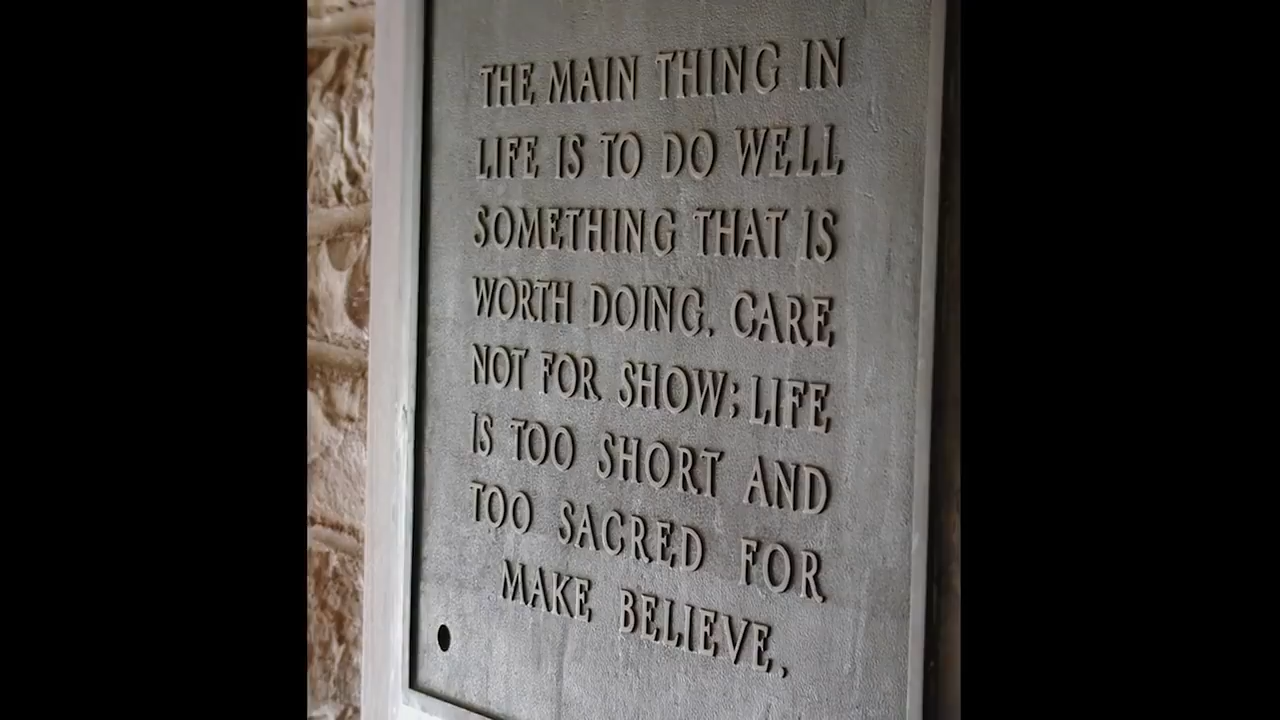 THE MAIN THING IN
LIFE IS TO DO WELL
SOMETHING THAT IS
WORTH DOING. CARE
NOT FOR SHOW; LIFE
IS TOO SHORT AND
TOO SACRED FOR
MAKE BELIEVE.